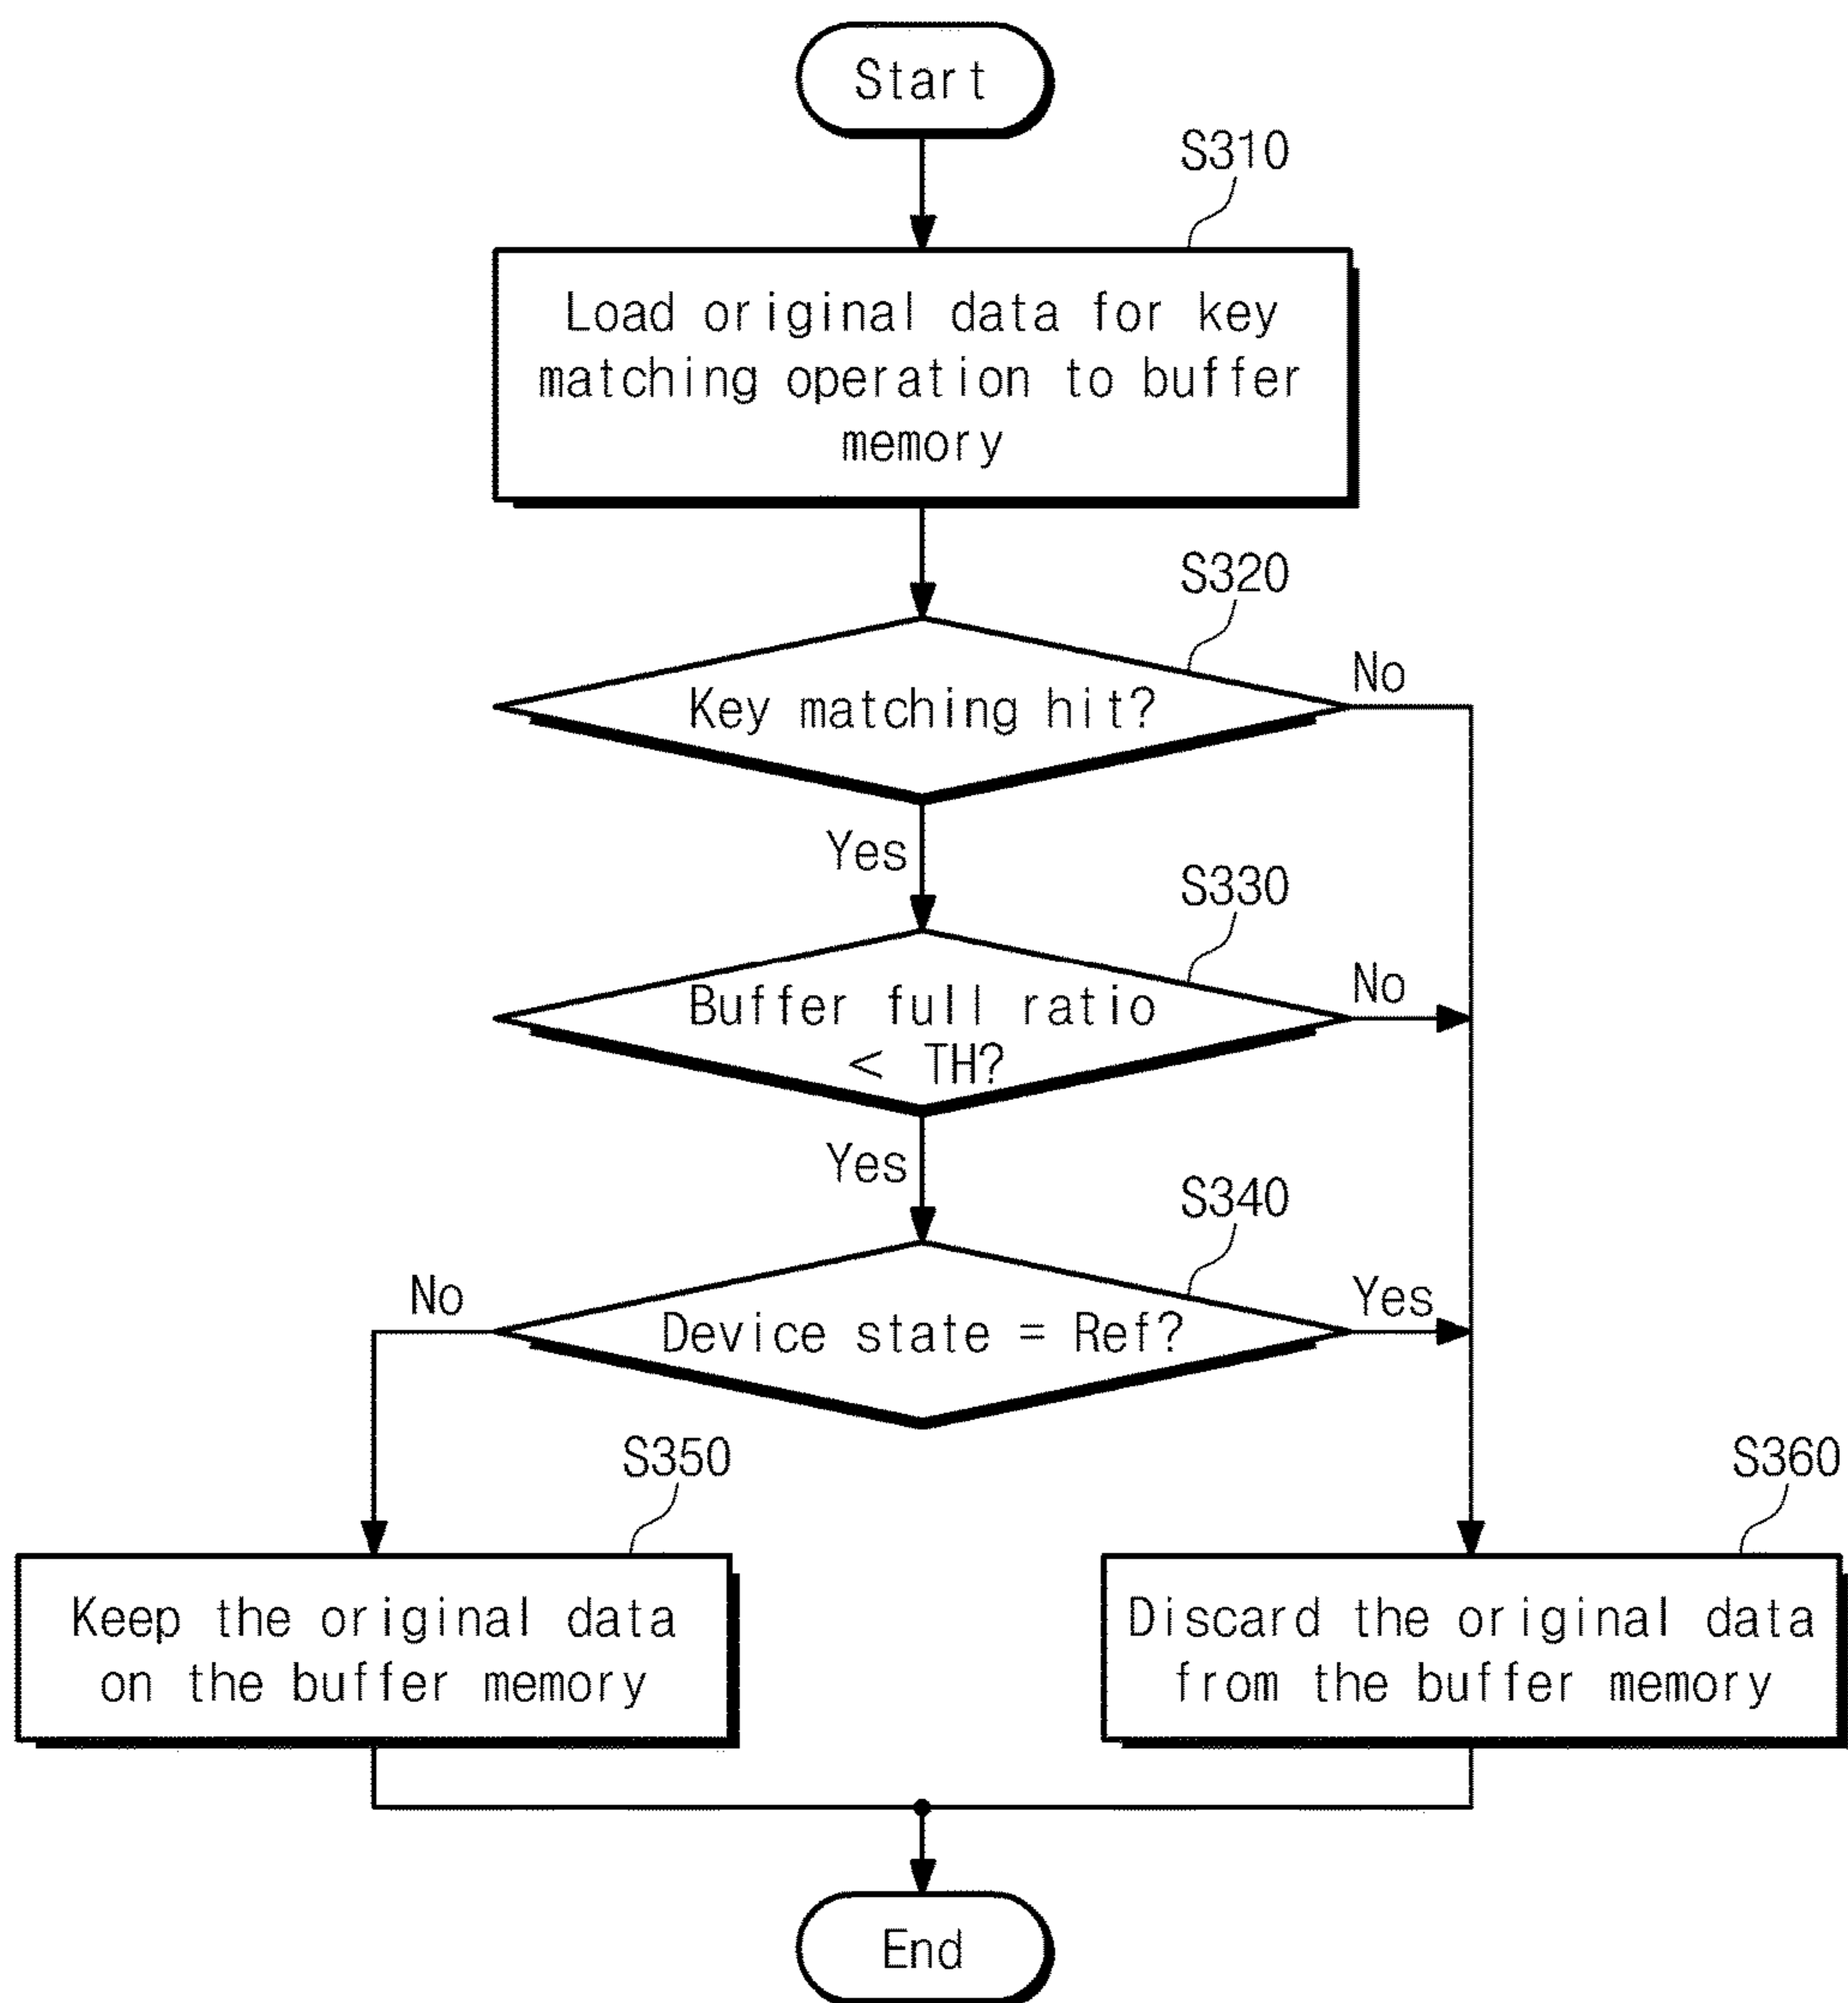 Start
S310
Load original data for key
matching operation to buffer
memory
S320
Key matching hit?
No
Yes
S330
Buffer full ratio
< TH?
No
Yes
S340
No
Device state = Ref?
Yes
S350
S360
Keep the original data
on the buffer memory
Discard the original data
from the buffer memory
End